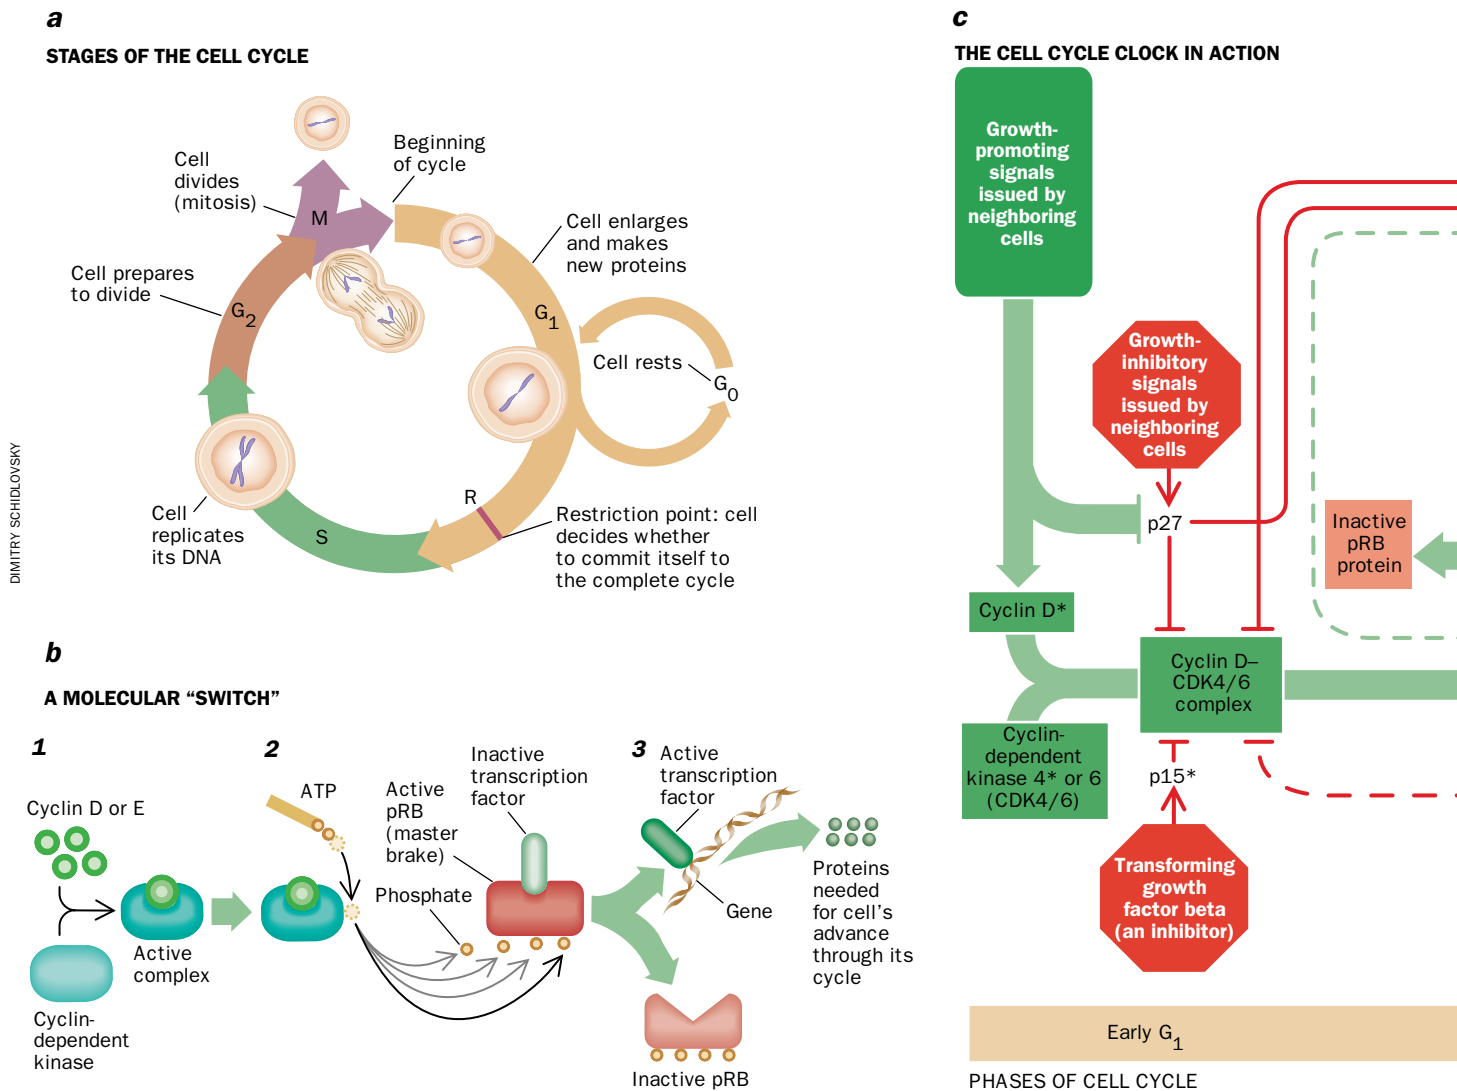 a
STAGES OF THE CELL CYCLE
Beginning
of cycle
Cell
divides
(mitosis)
M
Cell enlarges
and makes
new proteins
Cell prepares
to divide
G2
G1
Cell rests
G0
R
Restriction point: cell
decides whether
to commit itself to
the complete cycle
S
Cell
replicates
its DNA
DIMITRY SCHIDLOVSKY
b
A MOLECULAR “SWITCH”
1
Cyclin D or E
Active
complex
Cyclin-
dependent
kinase
2
ATP
Active
pRB
(master
brake)
Inactive
transcription
factor
Phosphate
3
Active
transcription
factor
Gene
Proteins
needed
for cell’s
advance
through its
cycle
Inactive pRB
c
THE CELL CYCLE CLOCK IN ACTION
Growth-
promoting
signals
issued by
neighboring
cells
Growth-
inhibitory
signals
issued by
neighboring
cells
p27
Inactive
pRB
protein
Cyclin D*
Cyclin D–
CDK4/6
complex
Cyclin-
dependent
kinase 4* or 6
(CDK4/6)
p15*
Transforming
growth
factor beta
(an inhibitor)
Early G1
PHASES OF CELL CYCLE